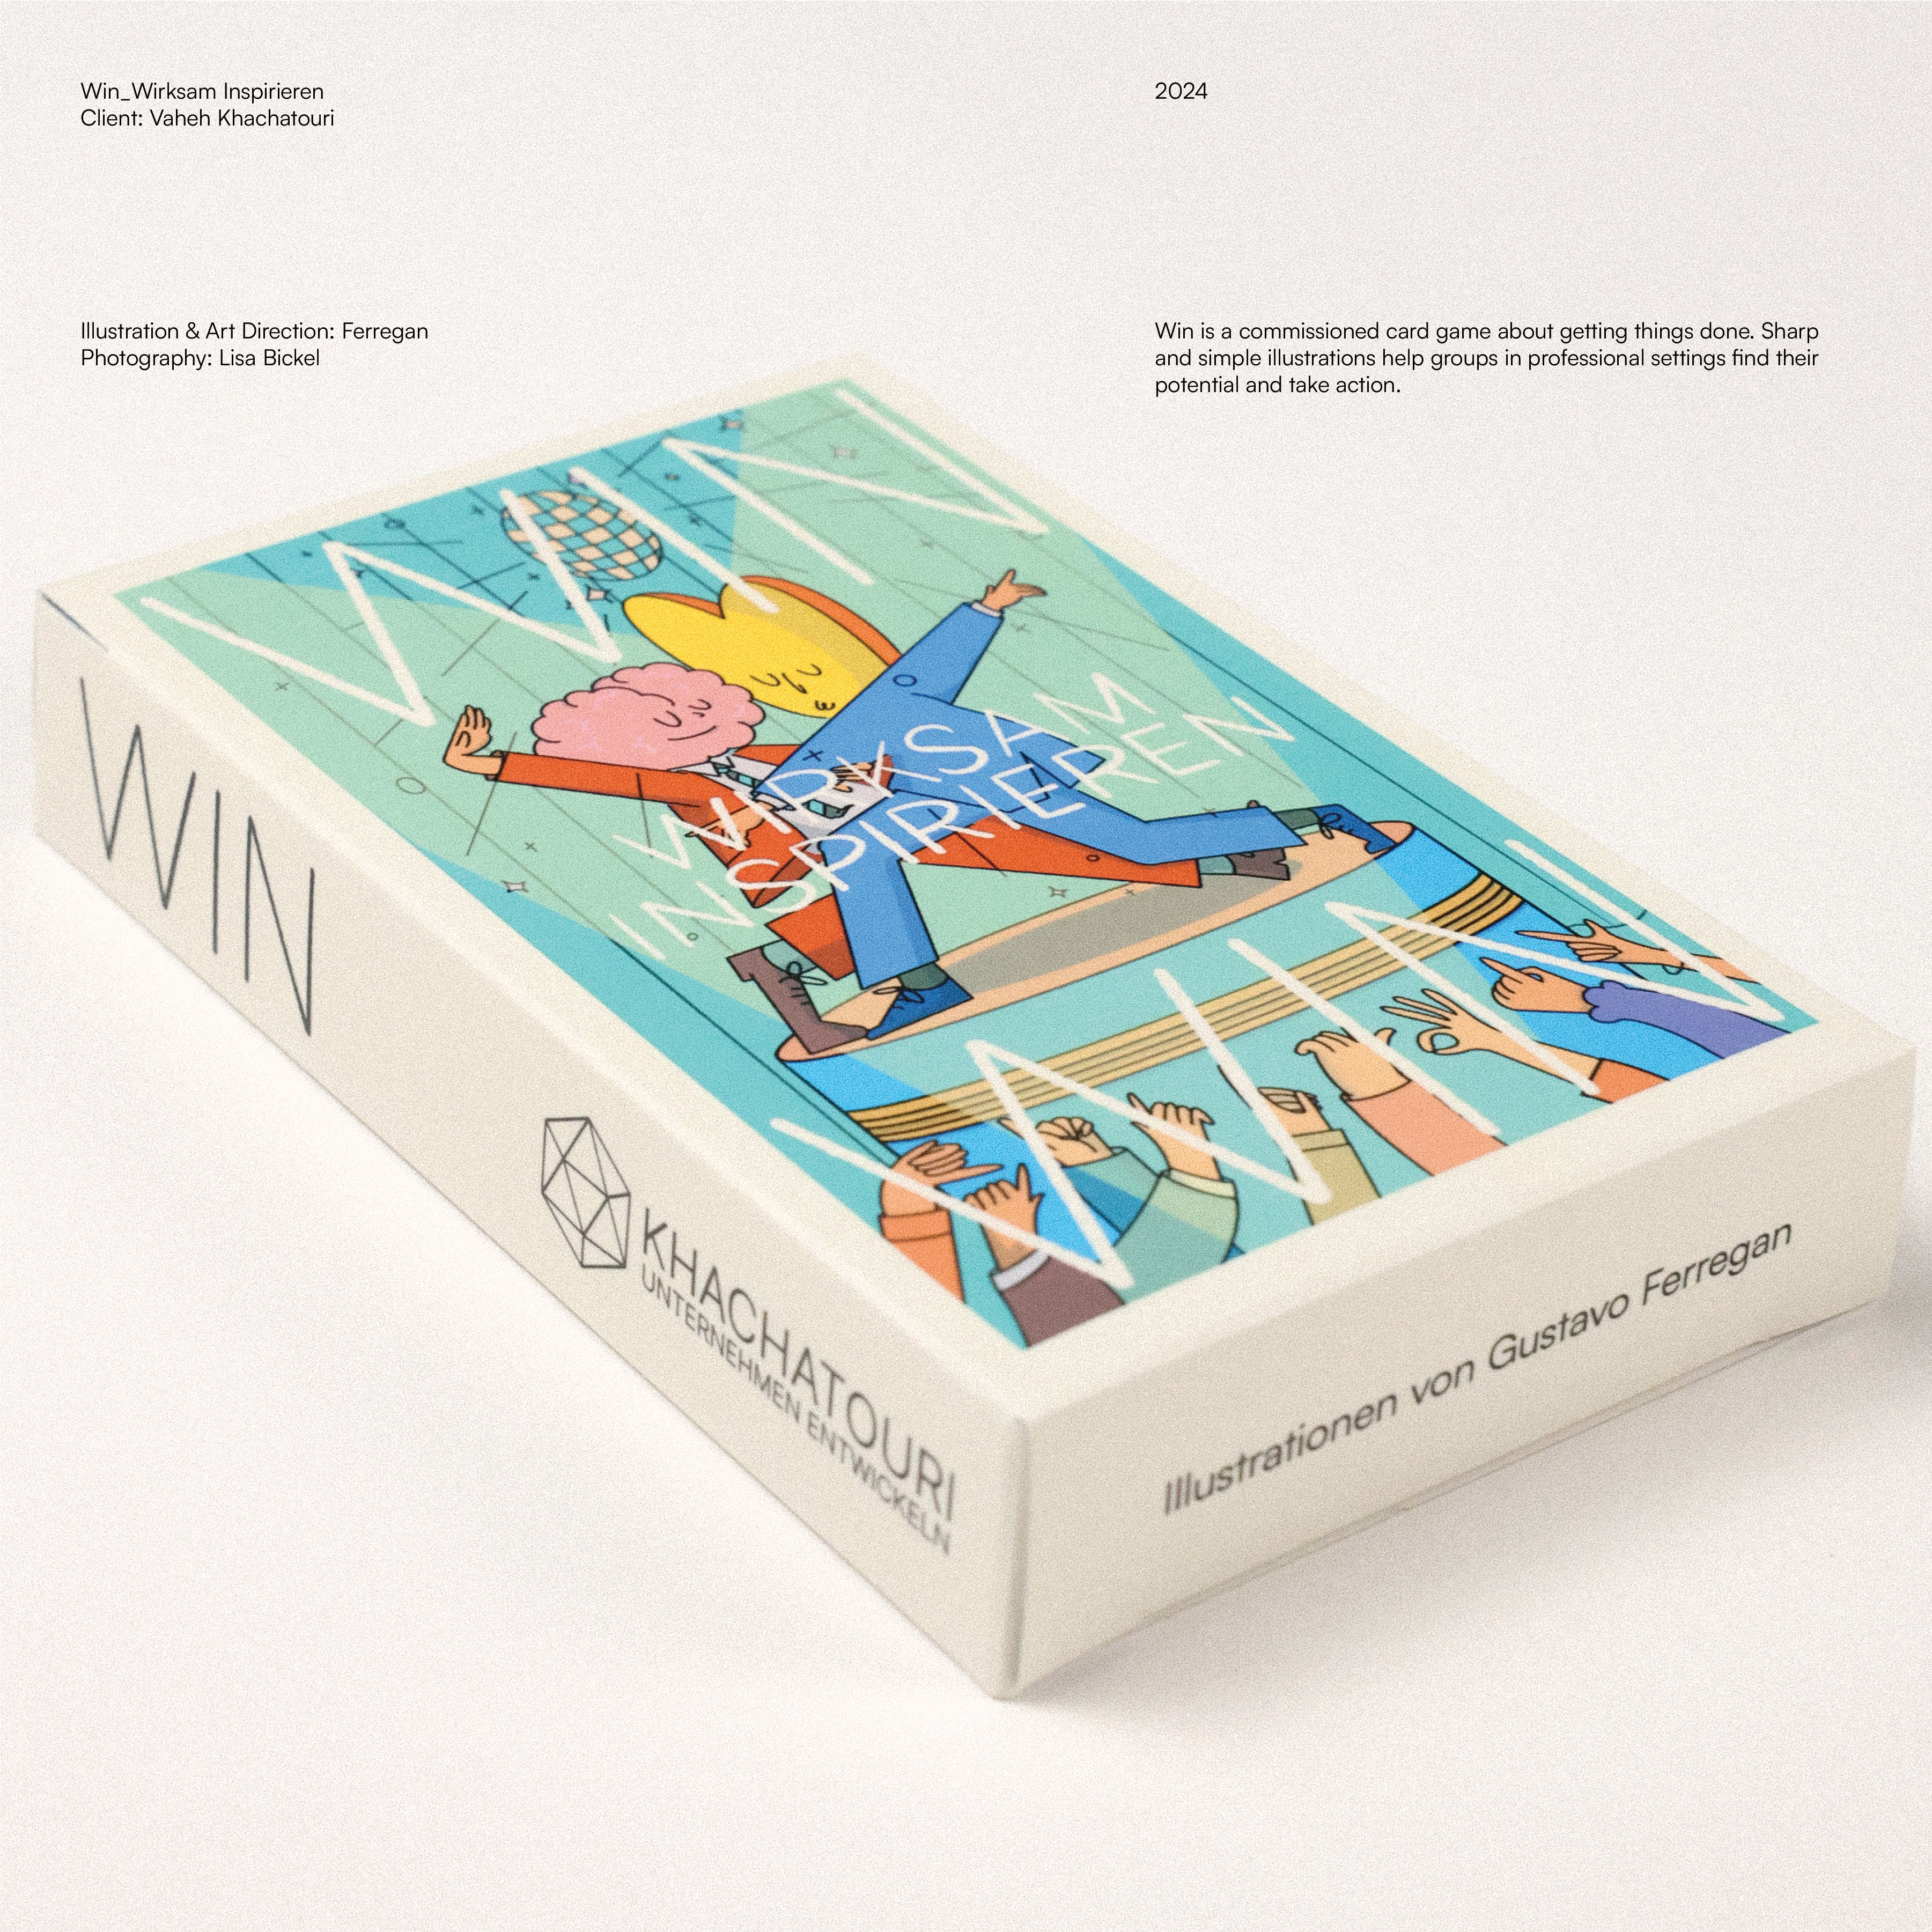 Win_Wirksam Inspirieren
Client: Vaheh Khachatouri
2024
Illustration & Art Direction: Ferregan
Photography: Lisa Bickel
Win is a commissioned card game about getting things done. Sharp
and simple illustrations help groups in professional settings find their
potential and take action.
WIN
WIRKSAM
INSPIRIEREN
WIN
WIN
KHACHATOURI
UNTERNEHMEN ENTWICKELN
Illustrationen von Gustavo Ferregan